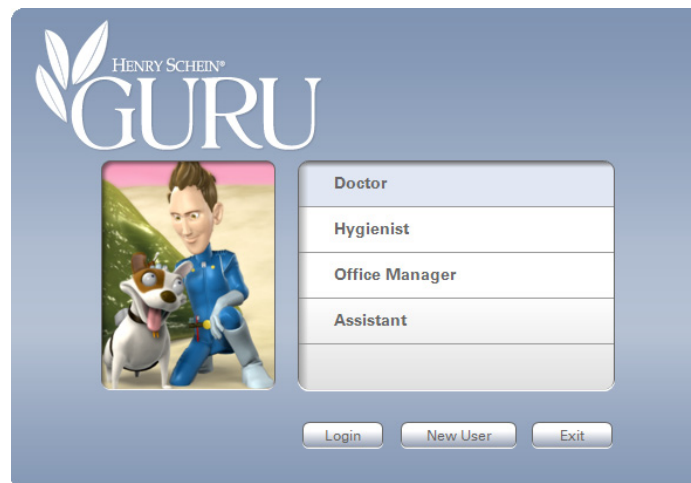 HENRY SCHEIN®
GURU
Doctor
Hygienist
Office Manager
Assistant
Login New User Exit